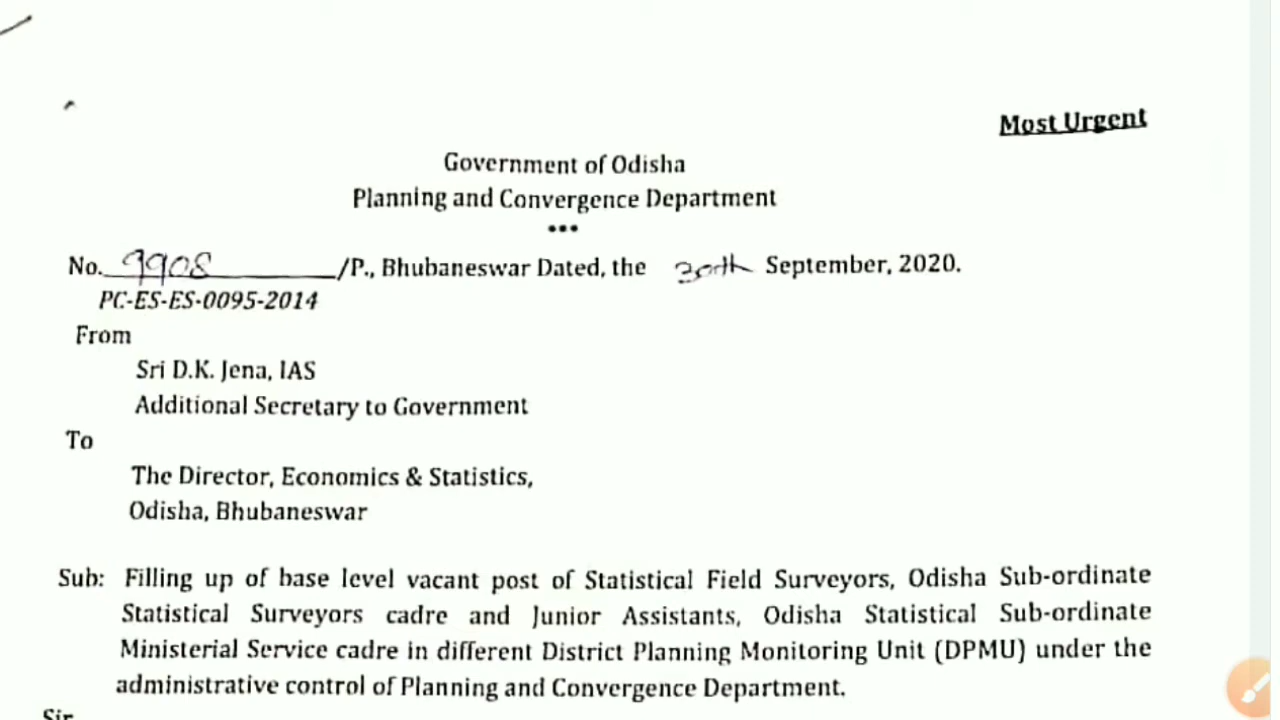 Most Urgent
Government of Odisha
Planning and Convergence Department
•••
No. 9908 /P., Bhubaneswar Dated, the 30th September, 2020.
PC-ES-ES-0095-2014
From
Sri D.K. Jena, IAS
Additional Secretary to Government
To
The Director, Economics & Statistics,
Odisha, Bhubaneswar
Sub: Filling up of base level vacant post of Statistical Field Surveyors, Odisha Sub-ordinate
Statistical Surveyors cadre and Junior Assistants, Odisha Statistical Sub-ordinate
Ministerial Service cadre in different District Planning Monitoring Unit (DPMU) under the
administrative control of Planning and Convergence Department.
Sir